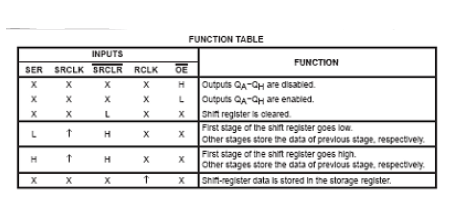 FUNCTION TABLE
INPUTS FUNCTION
SER SRCLK SRCLR RCLK OE
X X X X H Outputs QA-QH are disabled.
X X X X L Outputs QA-QH are enabled.
X X L X X Shift register is cleared.
L ↑ H X X First stage of the shift register goes low.
Other stages store the data of previous stage, respectively.
H ↑ H X X First stage of the shift register goes high.
Other stages store the data of previous stage, respectively.
X X X ↑ X Shift-register data is stored in the storage register.